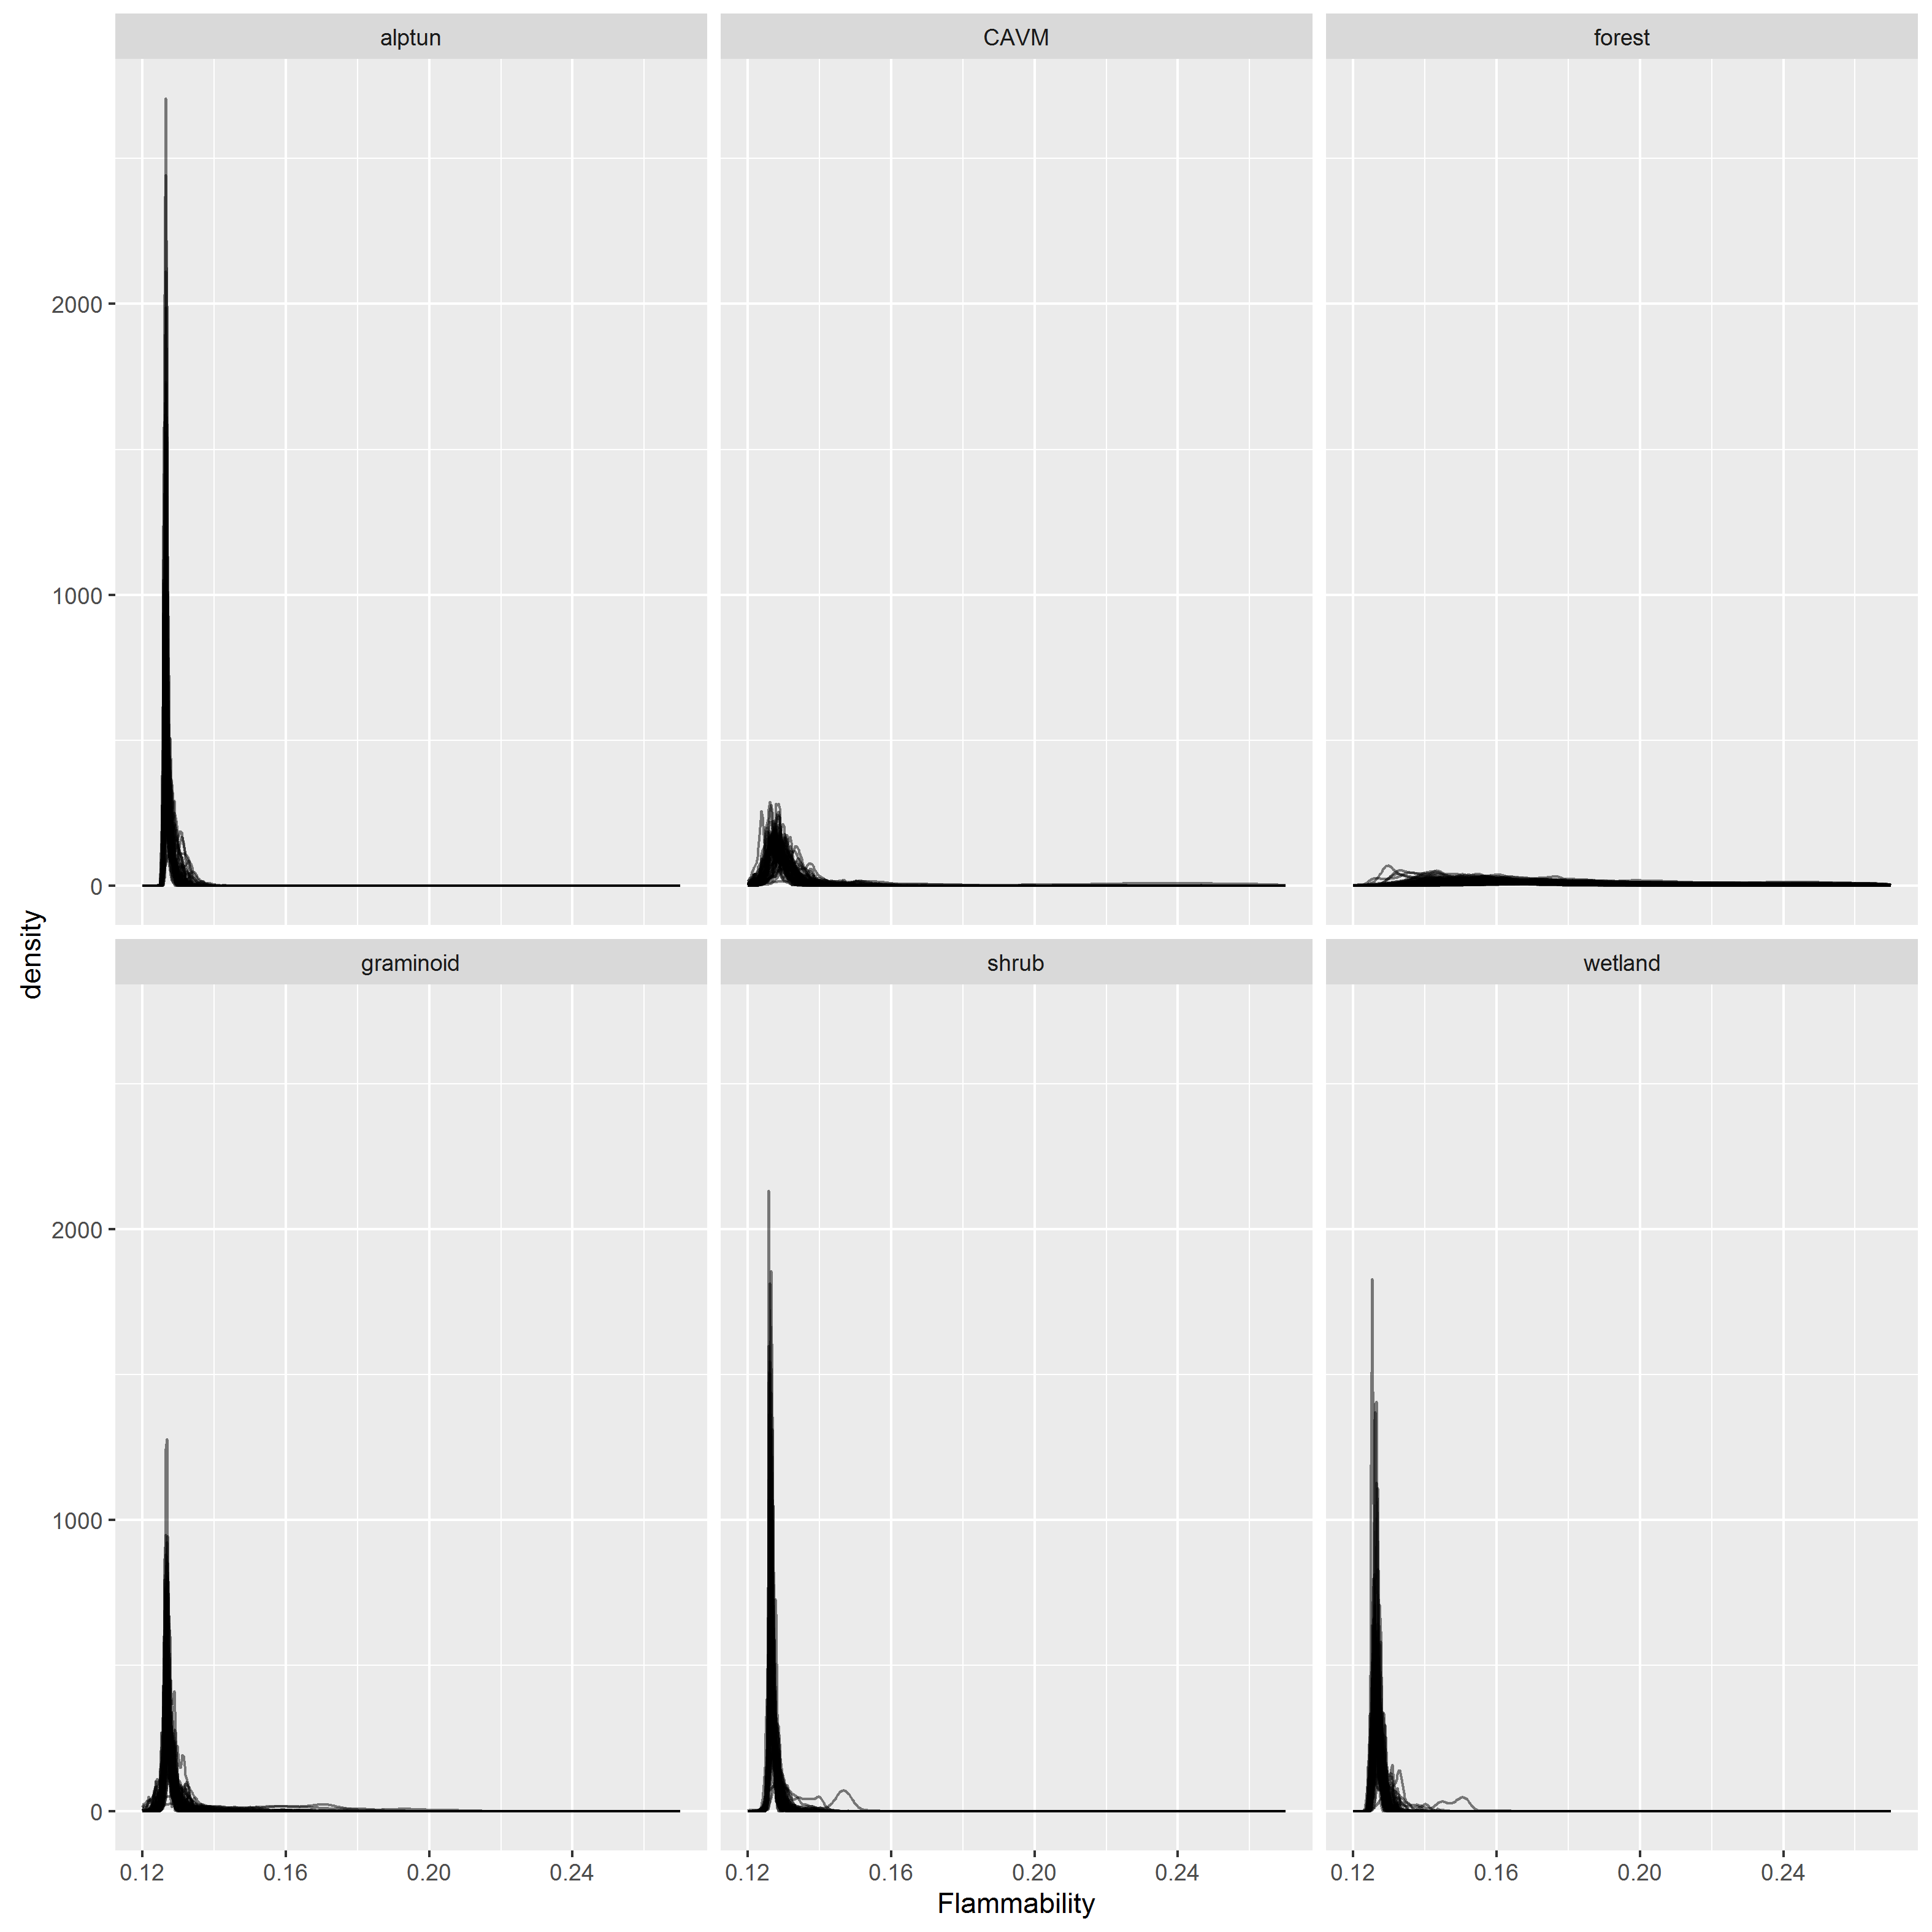 alptun CAVM forest
2000
1000
0
density
graminoid shrub wetland
2000
1000
0
0.12 0.16 0.20 0.24 0.12 0.16 0.20 0.24 0.12 0.16 0.20 0.24
Flammability